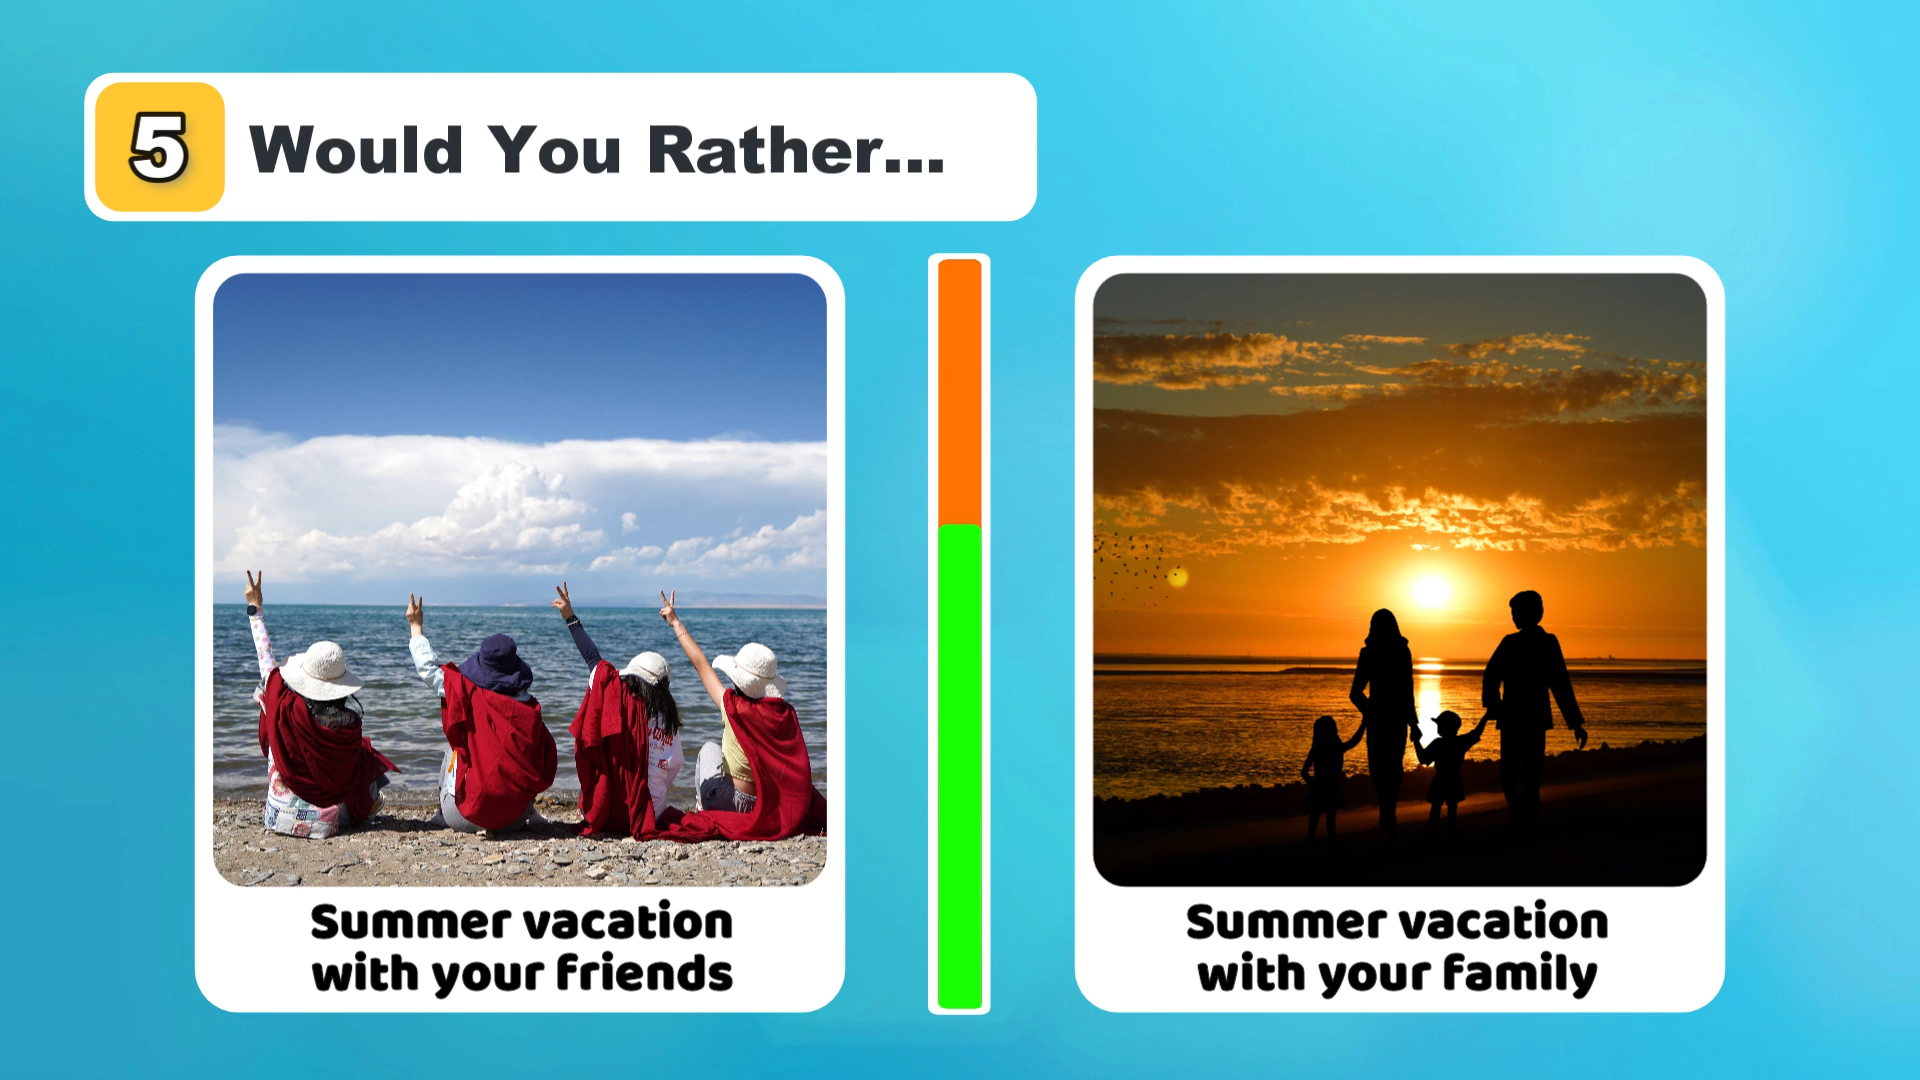 5 Would You Rather...
Summer vacation
with your friends
Summer vacation
with your family